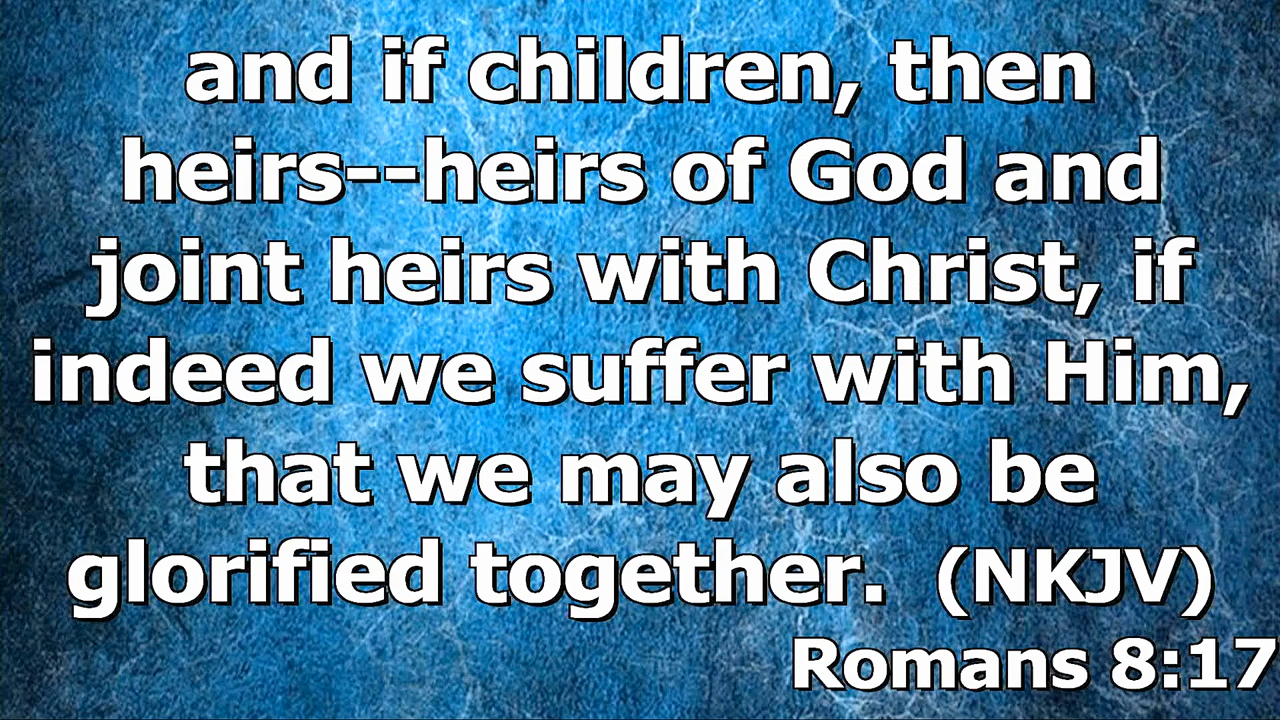 and if children, then
heirs--heirs of God and
joint heirs with Christ, if
indeed we suffer with Him,
that we may also be
glorified together.  (NKJV)
Romans 8:17